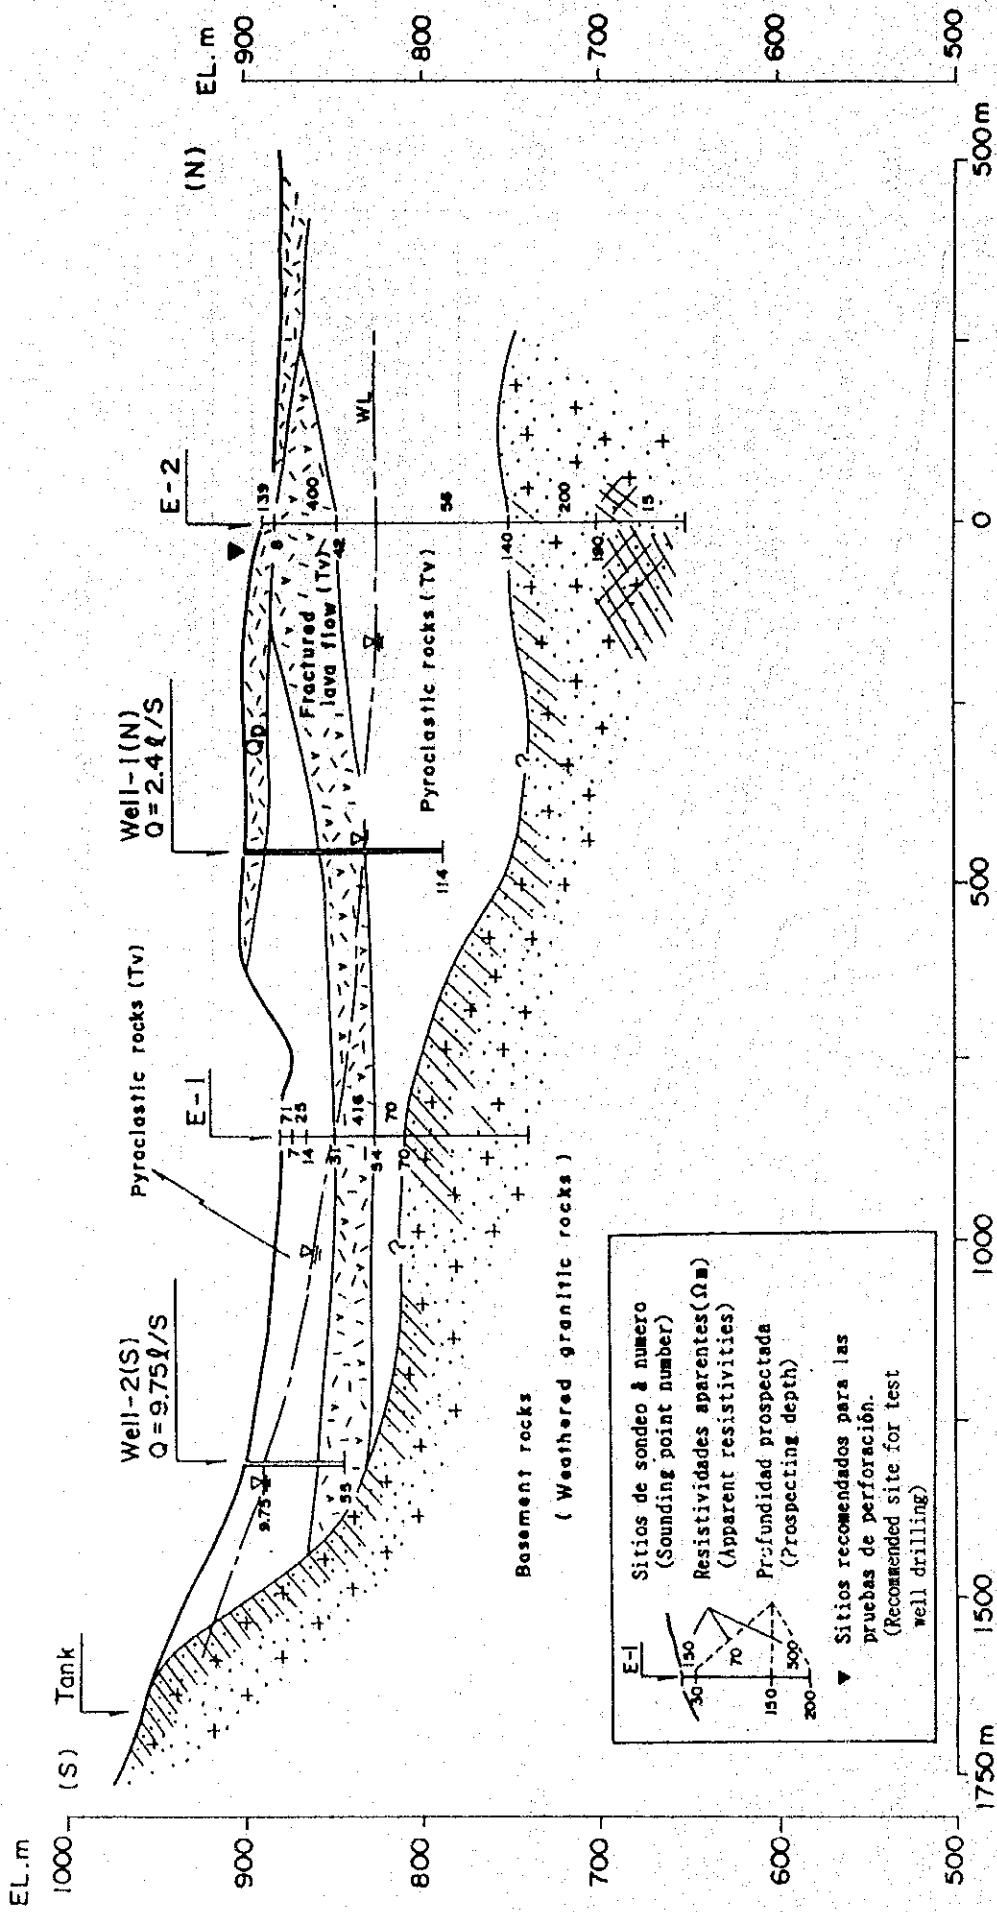 EL.m
1000
900
800
700
600
500
(S)
(N)
EL.m
900
800
700
600
500
Tank
Well-2(S)
Q=9.75ℓ/S
Pyroclastic rocks (Tv)
E-1
Well-1(N)
Q=2.4ℓ/S
E-2
9.75
55
7
14
31
54
70
71
25
416
70
114
Qp
Fractured
lava flow (Tv)
8
42
140
190
139
400
56
200
15
WL
Pyroclastic rocks (Tv)
?
?
Basement rocks
(Weathered granitic rocks)
E-1
30
150
200
150
70
500
Sitios de sondeo & numero
(Sounding point number)
Resistividades aparentes(Ωm)
(Apparent resistivities)
Profundidad prospectada
(Prospecting depth)
▼ Sitios recomendados para las
pruebas de perforación.
(Recommended site for test
well drilling)
1750m
1500
1000
500
0
500m